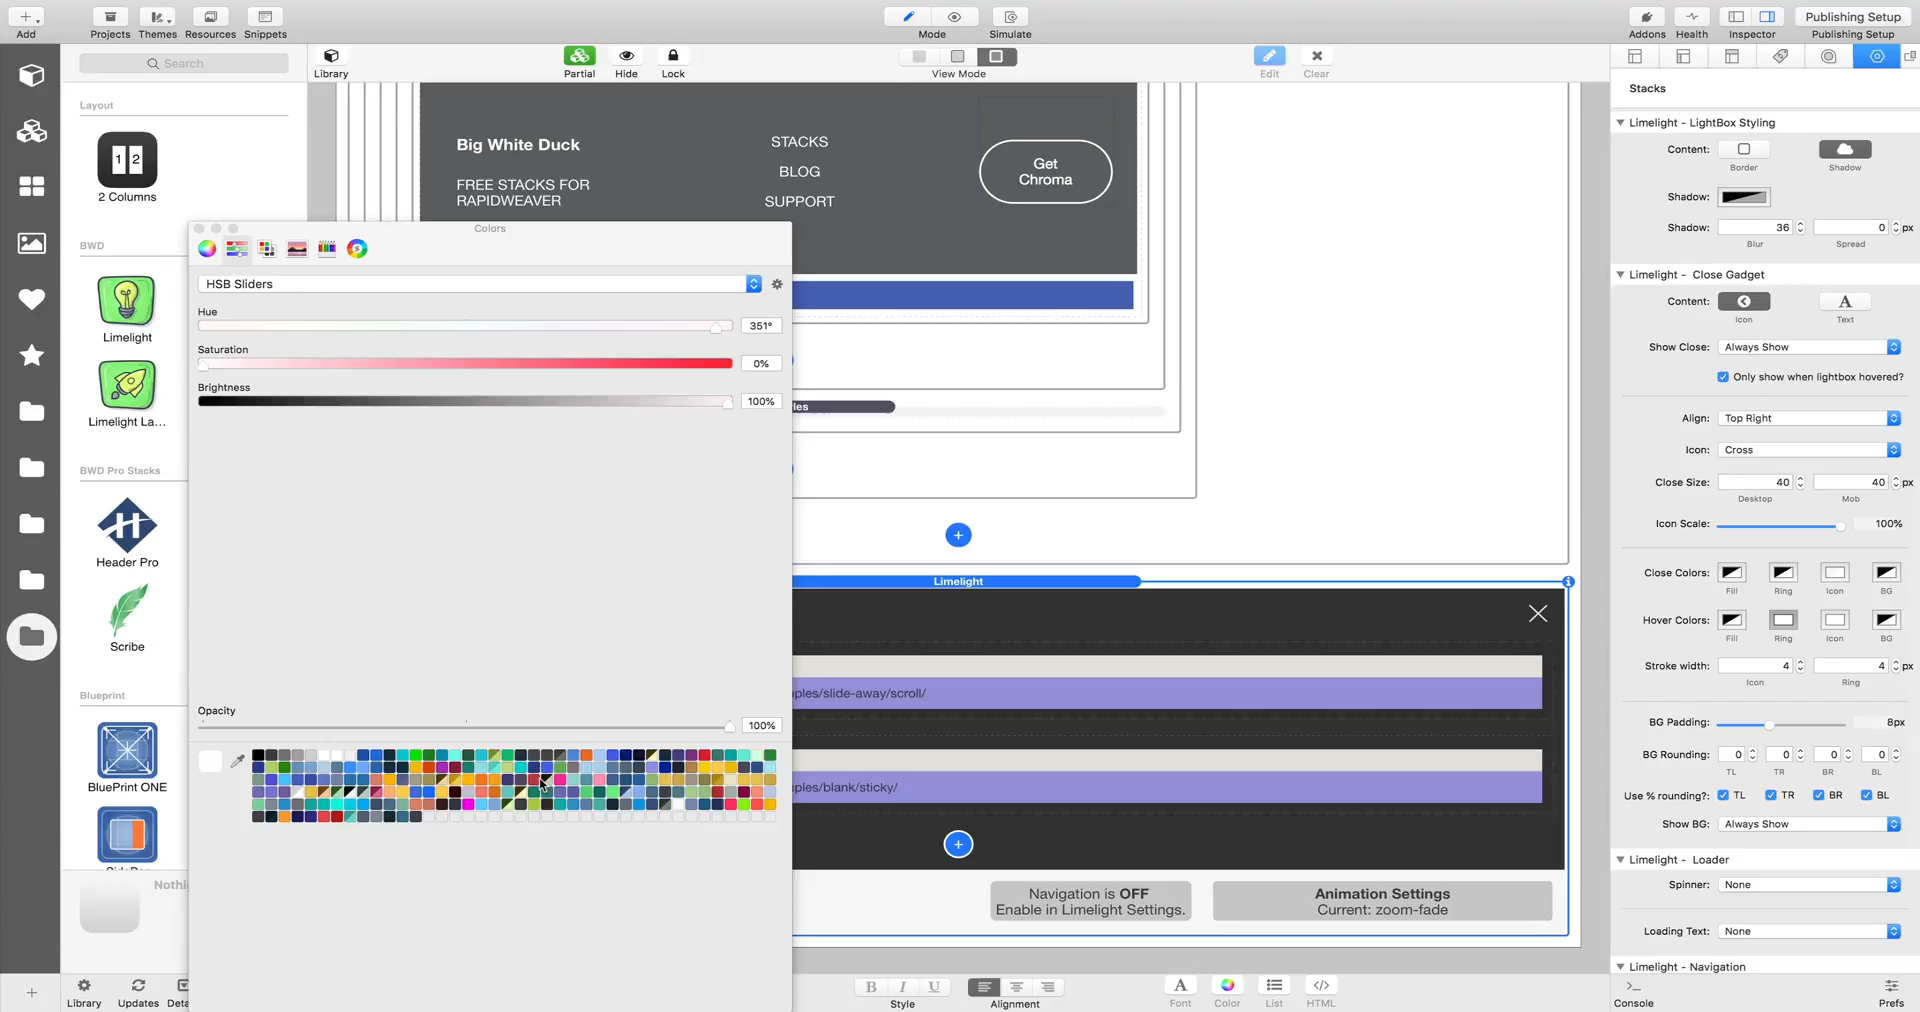 Add
Projects
Themes
Resources
Snippets
Mode
Simulate
Addons
Health
Inspector
Publishing Setup
Publishing Setup
Search
Library
Partial
Hide
Lock
View Mode
Edit
Clear
Layout
1 2
2 Columns
BWD
Limelight
Limelight La...
BWD Pro Stacks
H
Header Pro
Scribe
Blueprint
BluePrint ONE
Nothi
Library
Updates
Deta
Big White Duck
FREE STACKS FOR
RAPIDWEAVER
STACKS
BLOG
SUPPORT
Get
Chroma
Colors
HSB Sliders
Hue
351°
Saturation
0%
Brightness
100%
Opacity
100%
les
Limelight
ples/slide-away/scroll/
ples/blank/sticky/
Navigation is OFF
Enable in Limelight Settings.
Animation Settings
Current: zoom-fade
B I U
Style
Alignment
A
Font
Color
List
HTML
Stacks
Limelight - LightBox Styling
Content:
Border
Shadow
Shadow:
Shadow: 36 0 px
Blur
Spread
Limelight - Close Gadget
Content: A
Icon
Text
Show Close: Always Show
Only show when lightbox hovered?
Align: Top Right
Icon: Cross
Close Size: 40 40 px
Desktop
Mob
Icon Scale: 100%
Close Colors:
Fill Ring Icon BG
Hover Colors:
Fill Ring Icon BG
Stroke width: 4 4 px
Icon
Ring
BG Padding: 8px
BG Rounding: 0 0 0 0
TL TR BR BL
Use % rounding?: TL TR BR BL
Show BG: Always Show
Limelight - Loader
Spinner: None
Loading Text: None
Limelight - Navigation
Console
Prefs